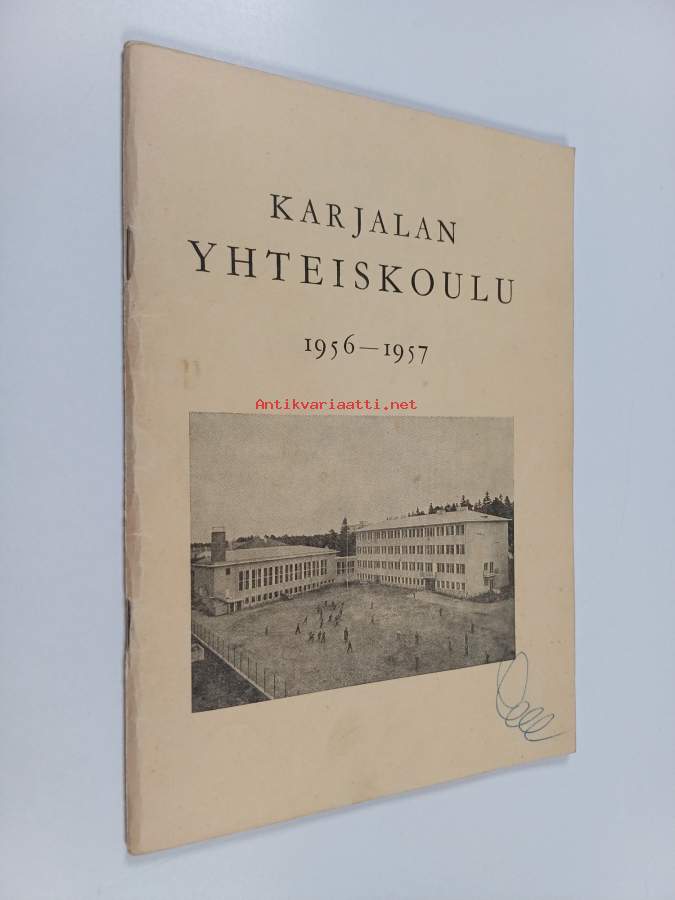 KARJALAN
YHTEISKOULU
1956—1957
Antikvariaatti.net